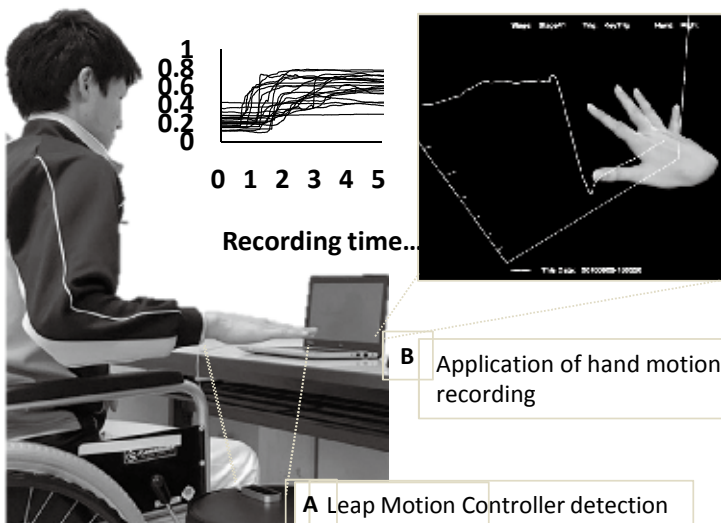 1
0.8
0.6
0.4
0.2
0
0 1 2 3 4 5
Recording time…
B
Application of hand motion
recording
A Leap Motion Controller detection